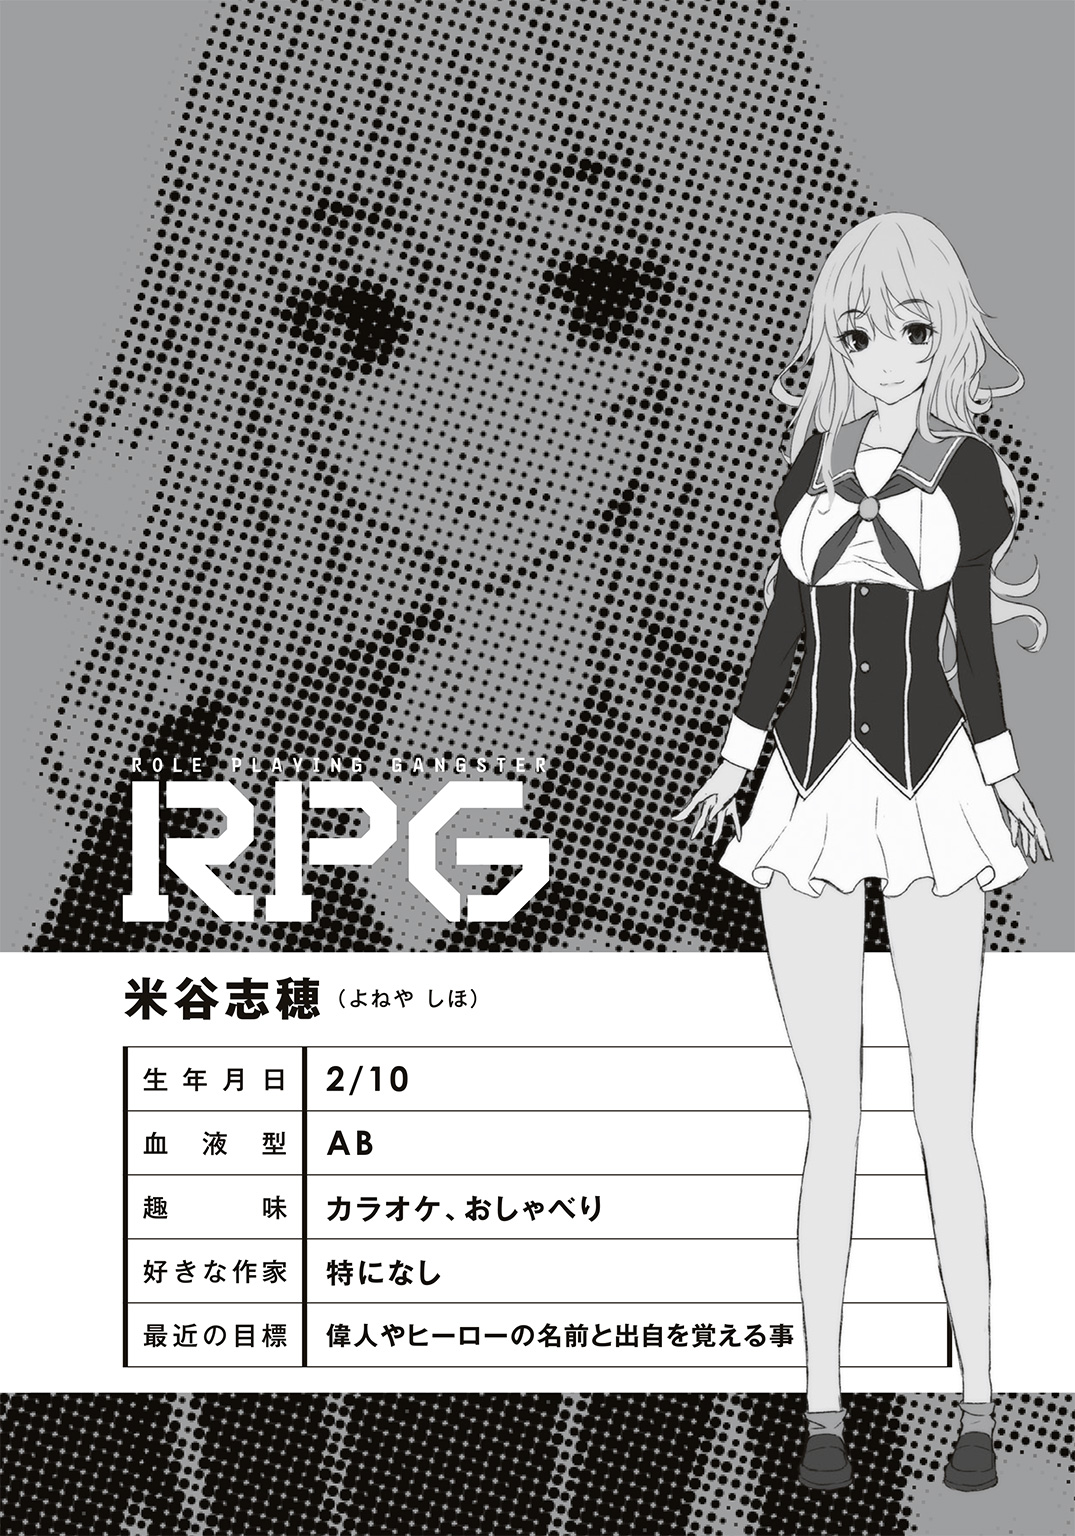 ROLE PLAYING GANGSTER
RPG
米谷志穂（よねや しほ）
生年月日 2/10
血液型 AB
趣味 カラオケ、おしゃべり
好きな作家 特になし
最近の目標 偉人やヒーローの名前と出自を覚える事